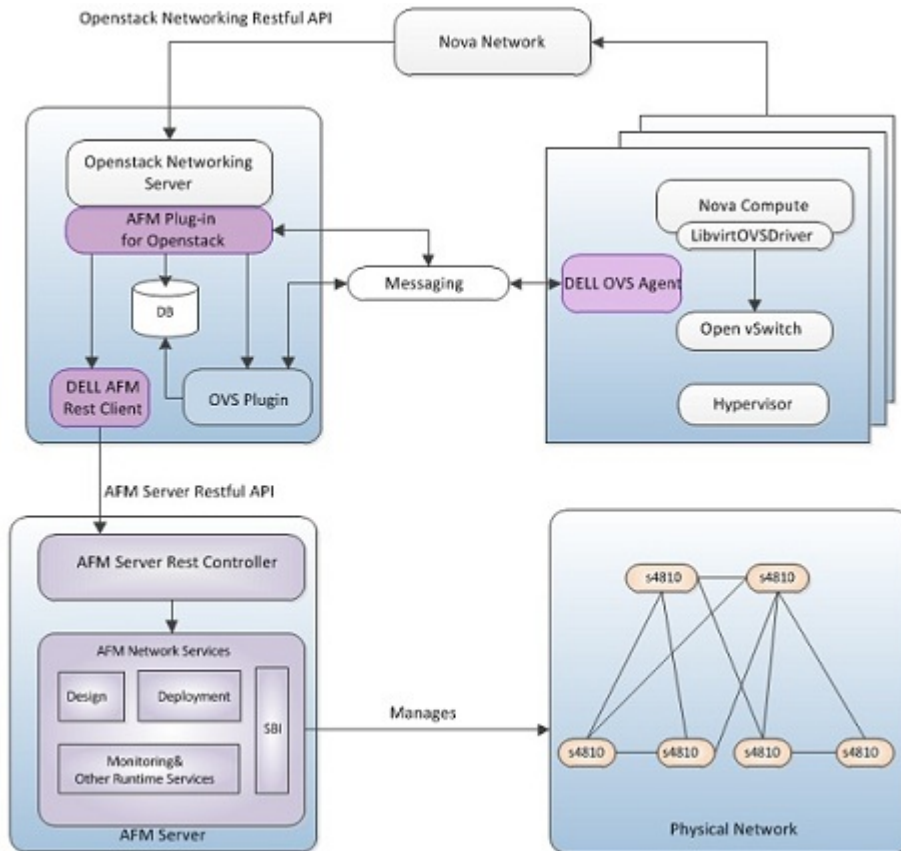 Openstack Networking Restful API
Nova Network
Openstack Networking
Server
AFM Plug-in
for Openstack
DB
DELL AFM
Rest Client
OVS Plugin
Messaging
Nova Compute
LibvirtOVSDriver
DELL OVS Agent
Open vSwitch
Hypervisor
AFM Server Restful API
AFM Server Rest Controller
AFM Network Services
Design
Deployment
SBI
Monitoring&
Other Runtime Services
AFM Server
Manages
s4810
s4810
s4810
s4810
s4810
s4810
Physical Network